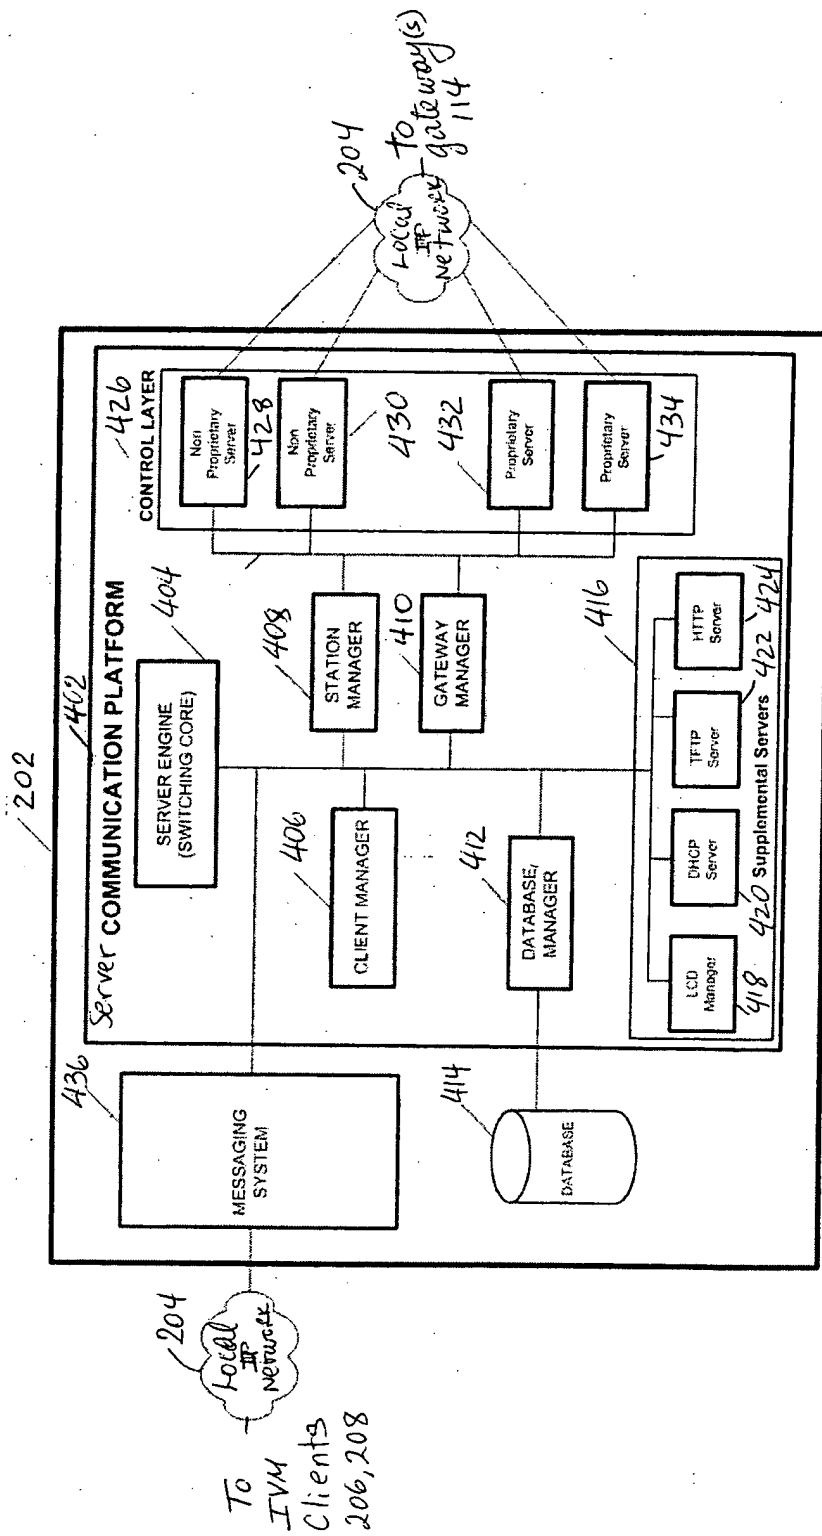 202
402
Server COMMUNICATION PLATFORM
404
SERVER ENGINE
(SWITCHING CORE)
426
CONTROL LAYER
Non
Proprietary
Server
428
Non
Proprietary
Server
430
432
Proprietary
Server
Proprietary
Server
434
408
STATION
MANAGER
410
GATEWAY
MANAGER
406
CLIENT MANAGER
412
DATABASE
MANAGER
416
LCD
Manager
418
DHCP
Server
420
TFTP
Server
422
HTTP
Server
424
Supplemental Servers
436
MESSAGING
SYSTEM
414
DATABASE
204
Local
IP
Network
To
IVM
Clients
206, 208
204
Local
IP
Network
To
gateway(s)
114